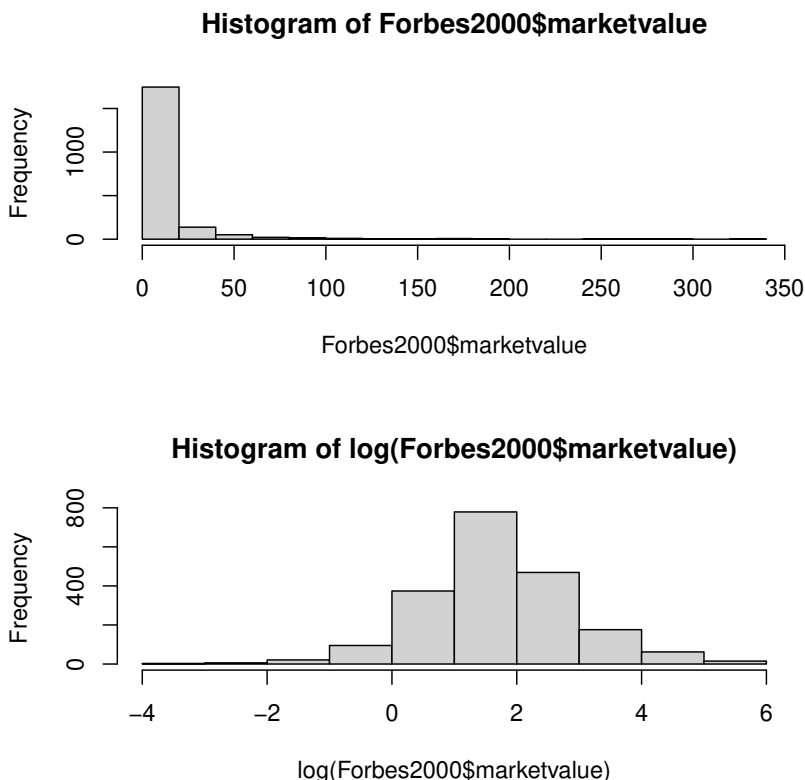 Histogram of Forbes2000$marketvalue
Frequency
1000
0
0 50 100 150 200 250 300 350
Forbes2000$marketvalue
Histogram of log(Forbes2000$marketvalue)
Frequency
800
400
0
−4 −2 0 2 4 6
log(Forbes2000$marketvalue)